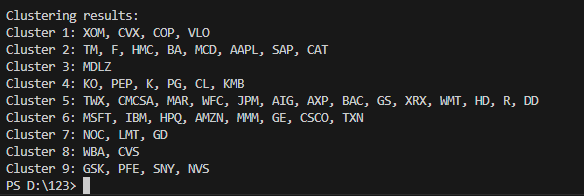 Clustering results:
Cluster 1: XOM, CVX, COP, VLO
Cluster 2: TM, F, HMC, BA, MCD, AAPL, SAP, CAT
Cluster 3: MDLZ
Cluster 4: KO, PEP, K, PG, CL, KMB
Cluster 5: TWX, CMCSA, MAR, WFC, JPM, AIG, AXP, BAC, GS, XRX, WMT, HD, R, DD
Cluster 6: MSFT, IBM, HPQ, AMZN, MMM, GE, CSCO, TXN
Cluster 7: NOC, LMT, GD
Cluster 8: WBA, CVS
Cluster 9: GSK, PFE, SNY, NVS
PS D:\123>